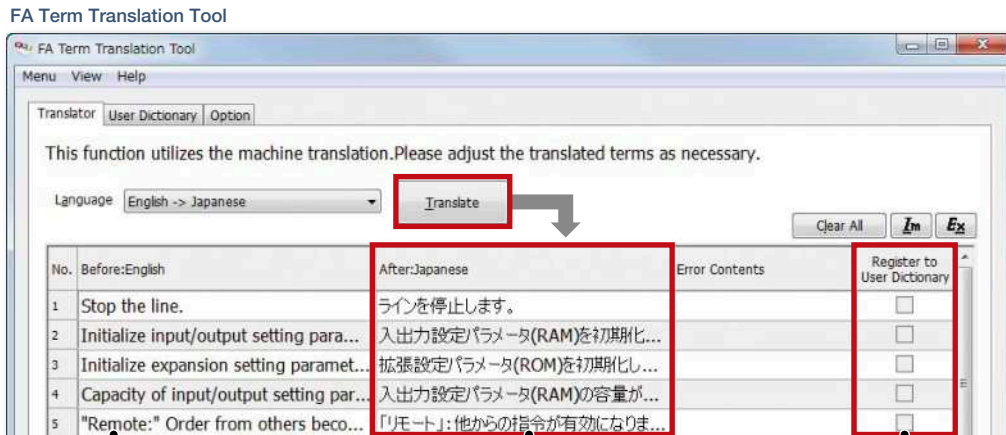 FA Term Translation Tool
FA Term Translation Tool
Menu View Help
Translator User Dictionary Option
This function utilizes the machine translation.Please adjust the translated terms as necessary.
Language English -> Japanese Translate
Clear All Im Ex
No. Before:English After:Japanese Error Contents Register to User Dictionary
1 Stop the line. ラインを停止します。
2 Initialize input/output setting para... 入出力設定パラメータ(RAM)を初期化...
3 Initialize expansion setting paramet... 拡張設定パラメータ(ROM)を初期化し...
4 Capacity of input/output setting par... 入出力設定パラメータ(RAM)の容量が...
5 "Remote:" Order from others beco... 「リモート」:他からの指令が有効になりま...